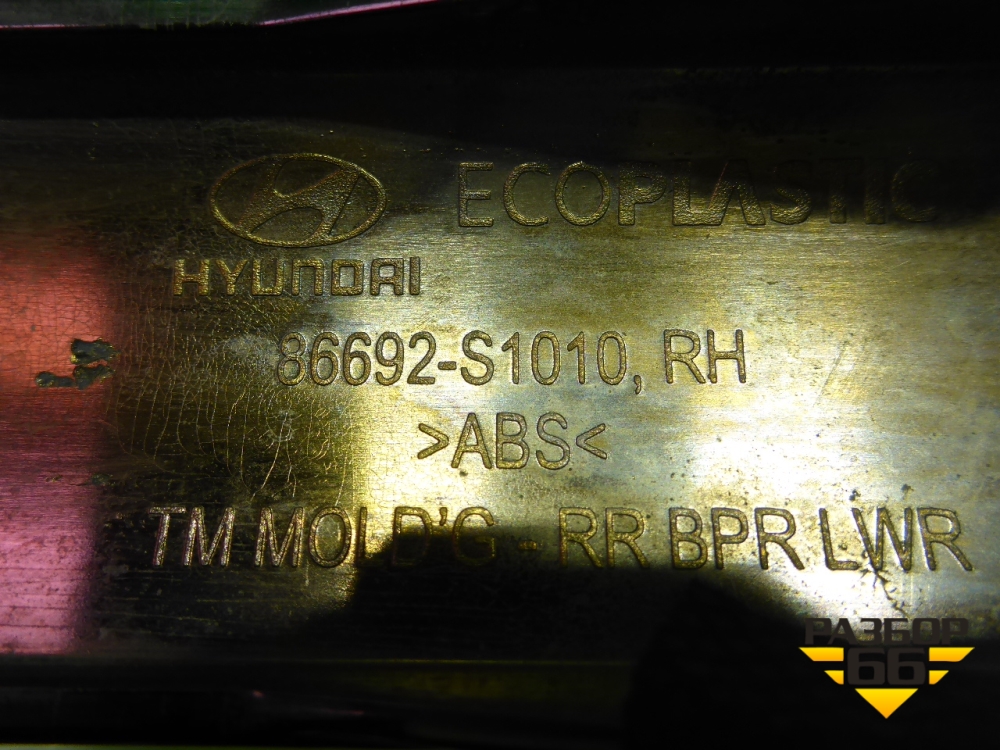 ECOPLASTIC
HYUNDAI
86692-S1010, RH
>ABS<
TM MOLD'G - RR BPR LWR
РАЗБОР
66